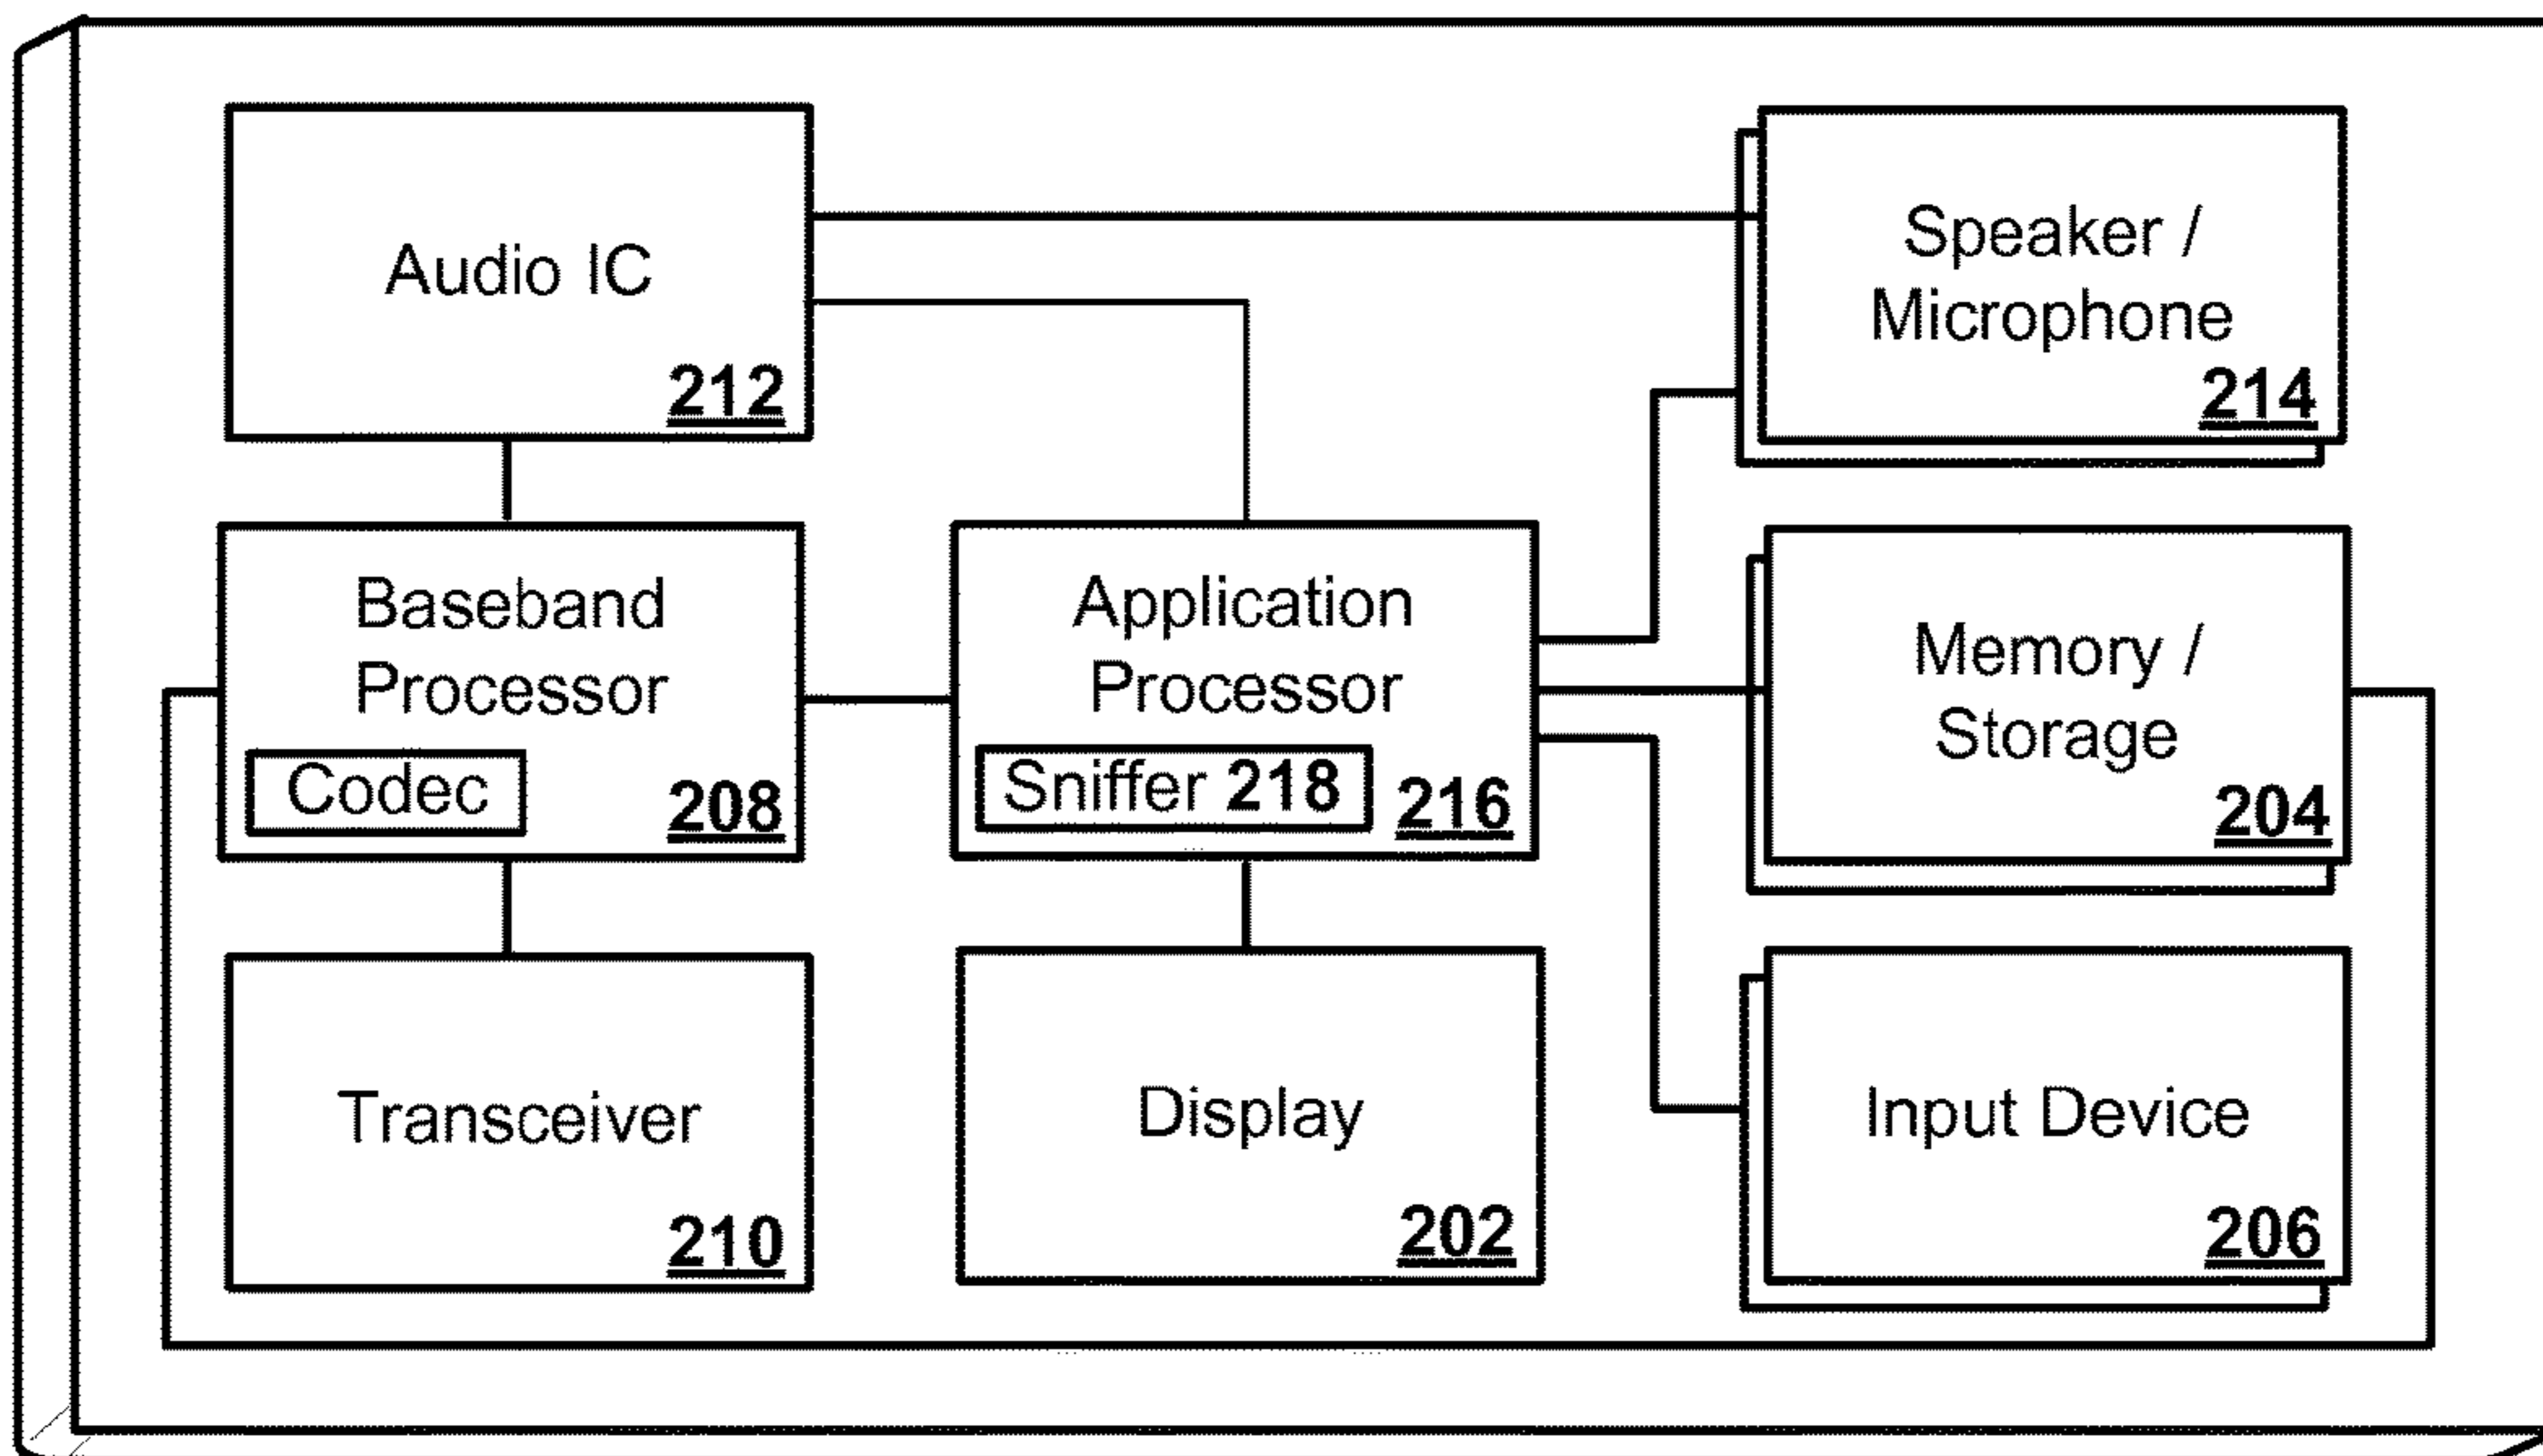 Audio IC
212
Speaker /
Microphone
214
Baseband
Processor
Codec
208
Application
Processor
Sniffer 218
216
Memory /
Storage
204
Transceiver
210
Display
202
Input Device
206